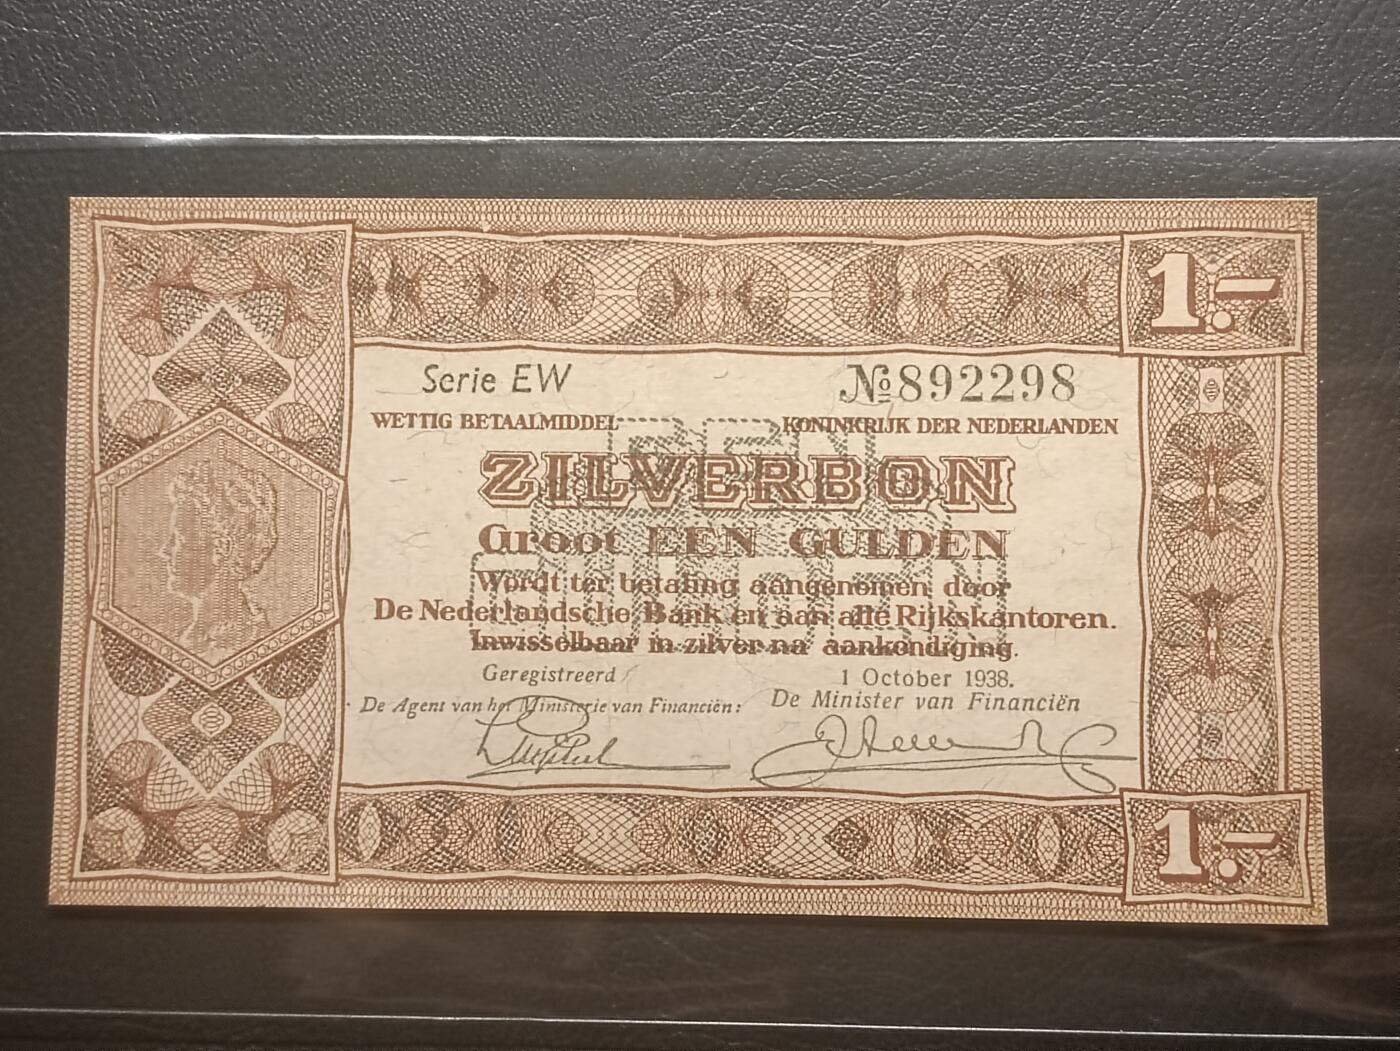 1.-
Serie EW
№892298
WETTIG BETAALMIDDEL
KONINKRIJK DER NEDERLANDEN
ZILVERBON
Groot EEN GULDEN
Wordt ter betaling aangenomen door
De Nederlandsche Bank en aan alle Rijkskantoren.
Inwisselbaar in zilver na aankondiging.
Geregistreerd
1 October 1938.
De Agent van het Ministerie van Financiën:
De Minister van Financiën
1.-